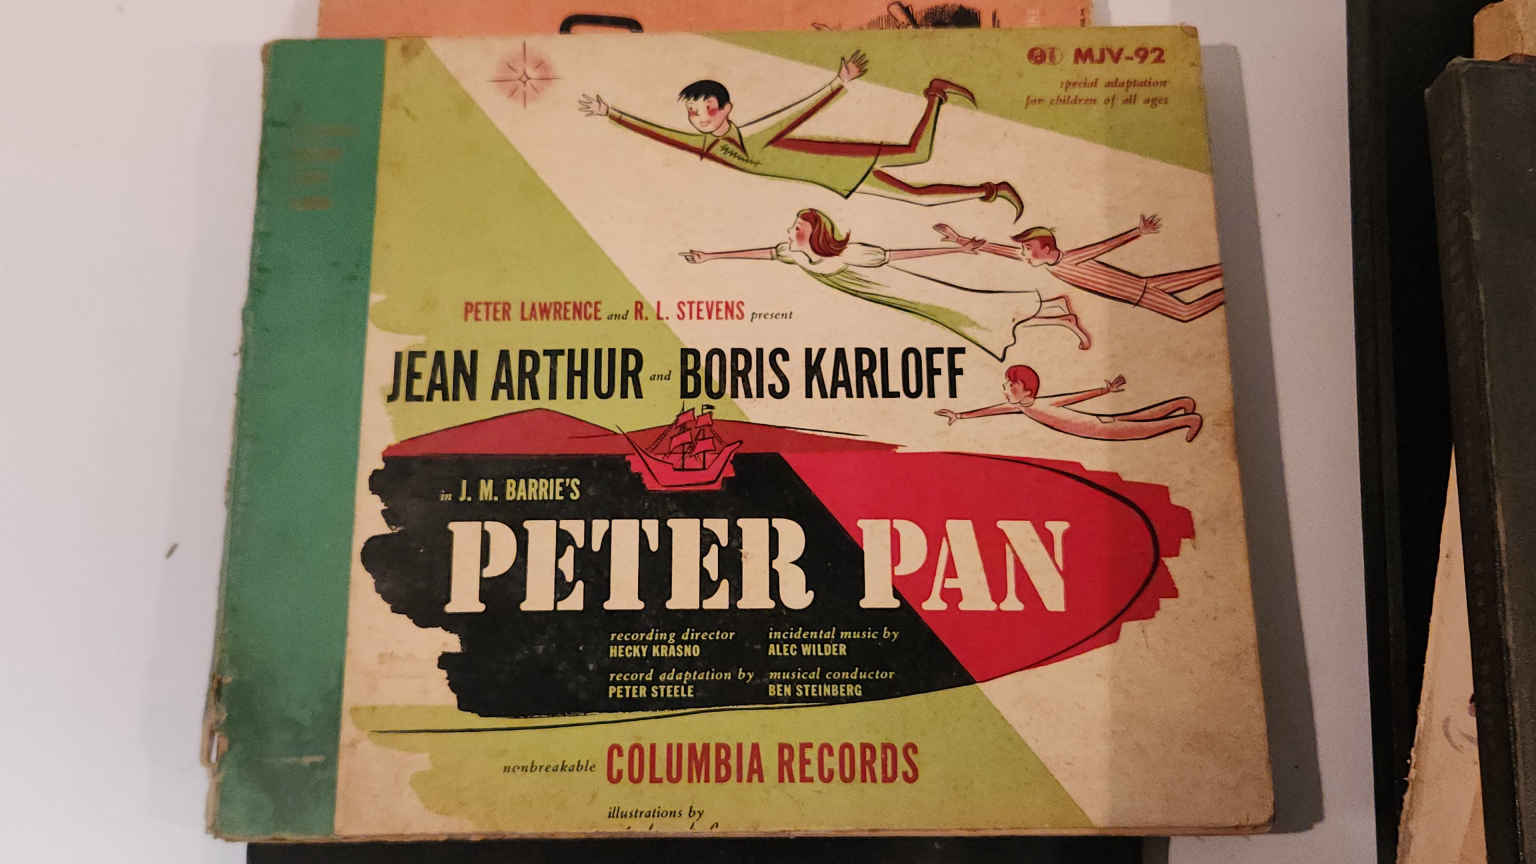 MJV-92
special adaptation
for children of all ages
PETER LAWRENCE and R. L. STEVENS present
JEAN ARTHUR and BORIS KARLOFF
in J. M. BARRIE'S
PETER PAN
recording director
HECKY KRASNO
incidental music by
ALEC WILDER
record adaptation by
PETER STEELE
musical conductor
BEN STEINBERG
nonbreakable COLUMBIA RECORDS
illustrations by